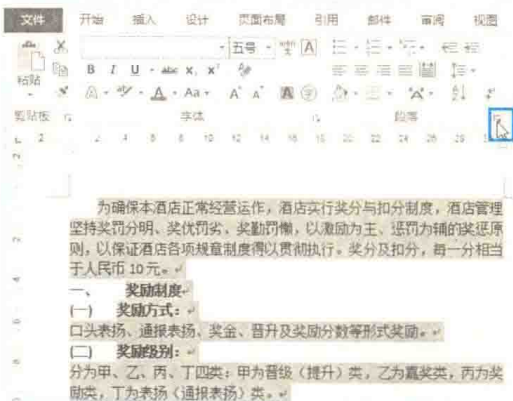 文件 开始 插入 设计 页面布局 引用 邮件 审阅 视图
五号
B I U abc X, X²
粘贴
A Aa A A A
剪贴板 字体 段落
为确保本酒店正常经营运作，酒店实行奖分与扣分制度，酒店管理
坚持奖罚分明、奖优罚劣、奖勤罚懒，以激励为主、惩罚为辅的奖惩原
则，以保证酒店各项规章制度得以贯彻执行。奖分及扣分，每一分相当
于人民币 10 元。
一、 奖励制度
(一) 奖励方式：
口头表扬、通报表扬、奖金、晋升及奖励分数等形式奖励。
(二) 奖励级别：
分为甲、乙、丙、丁四类：甲为晋级（提升）类，乙为嘉奖类，丙为奖
励类，丁为表扬（通报表扬）类。